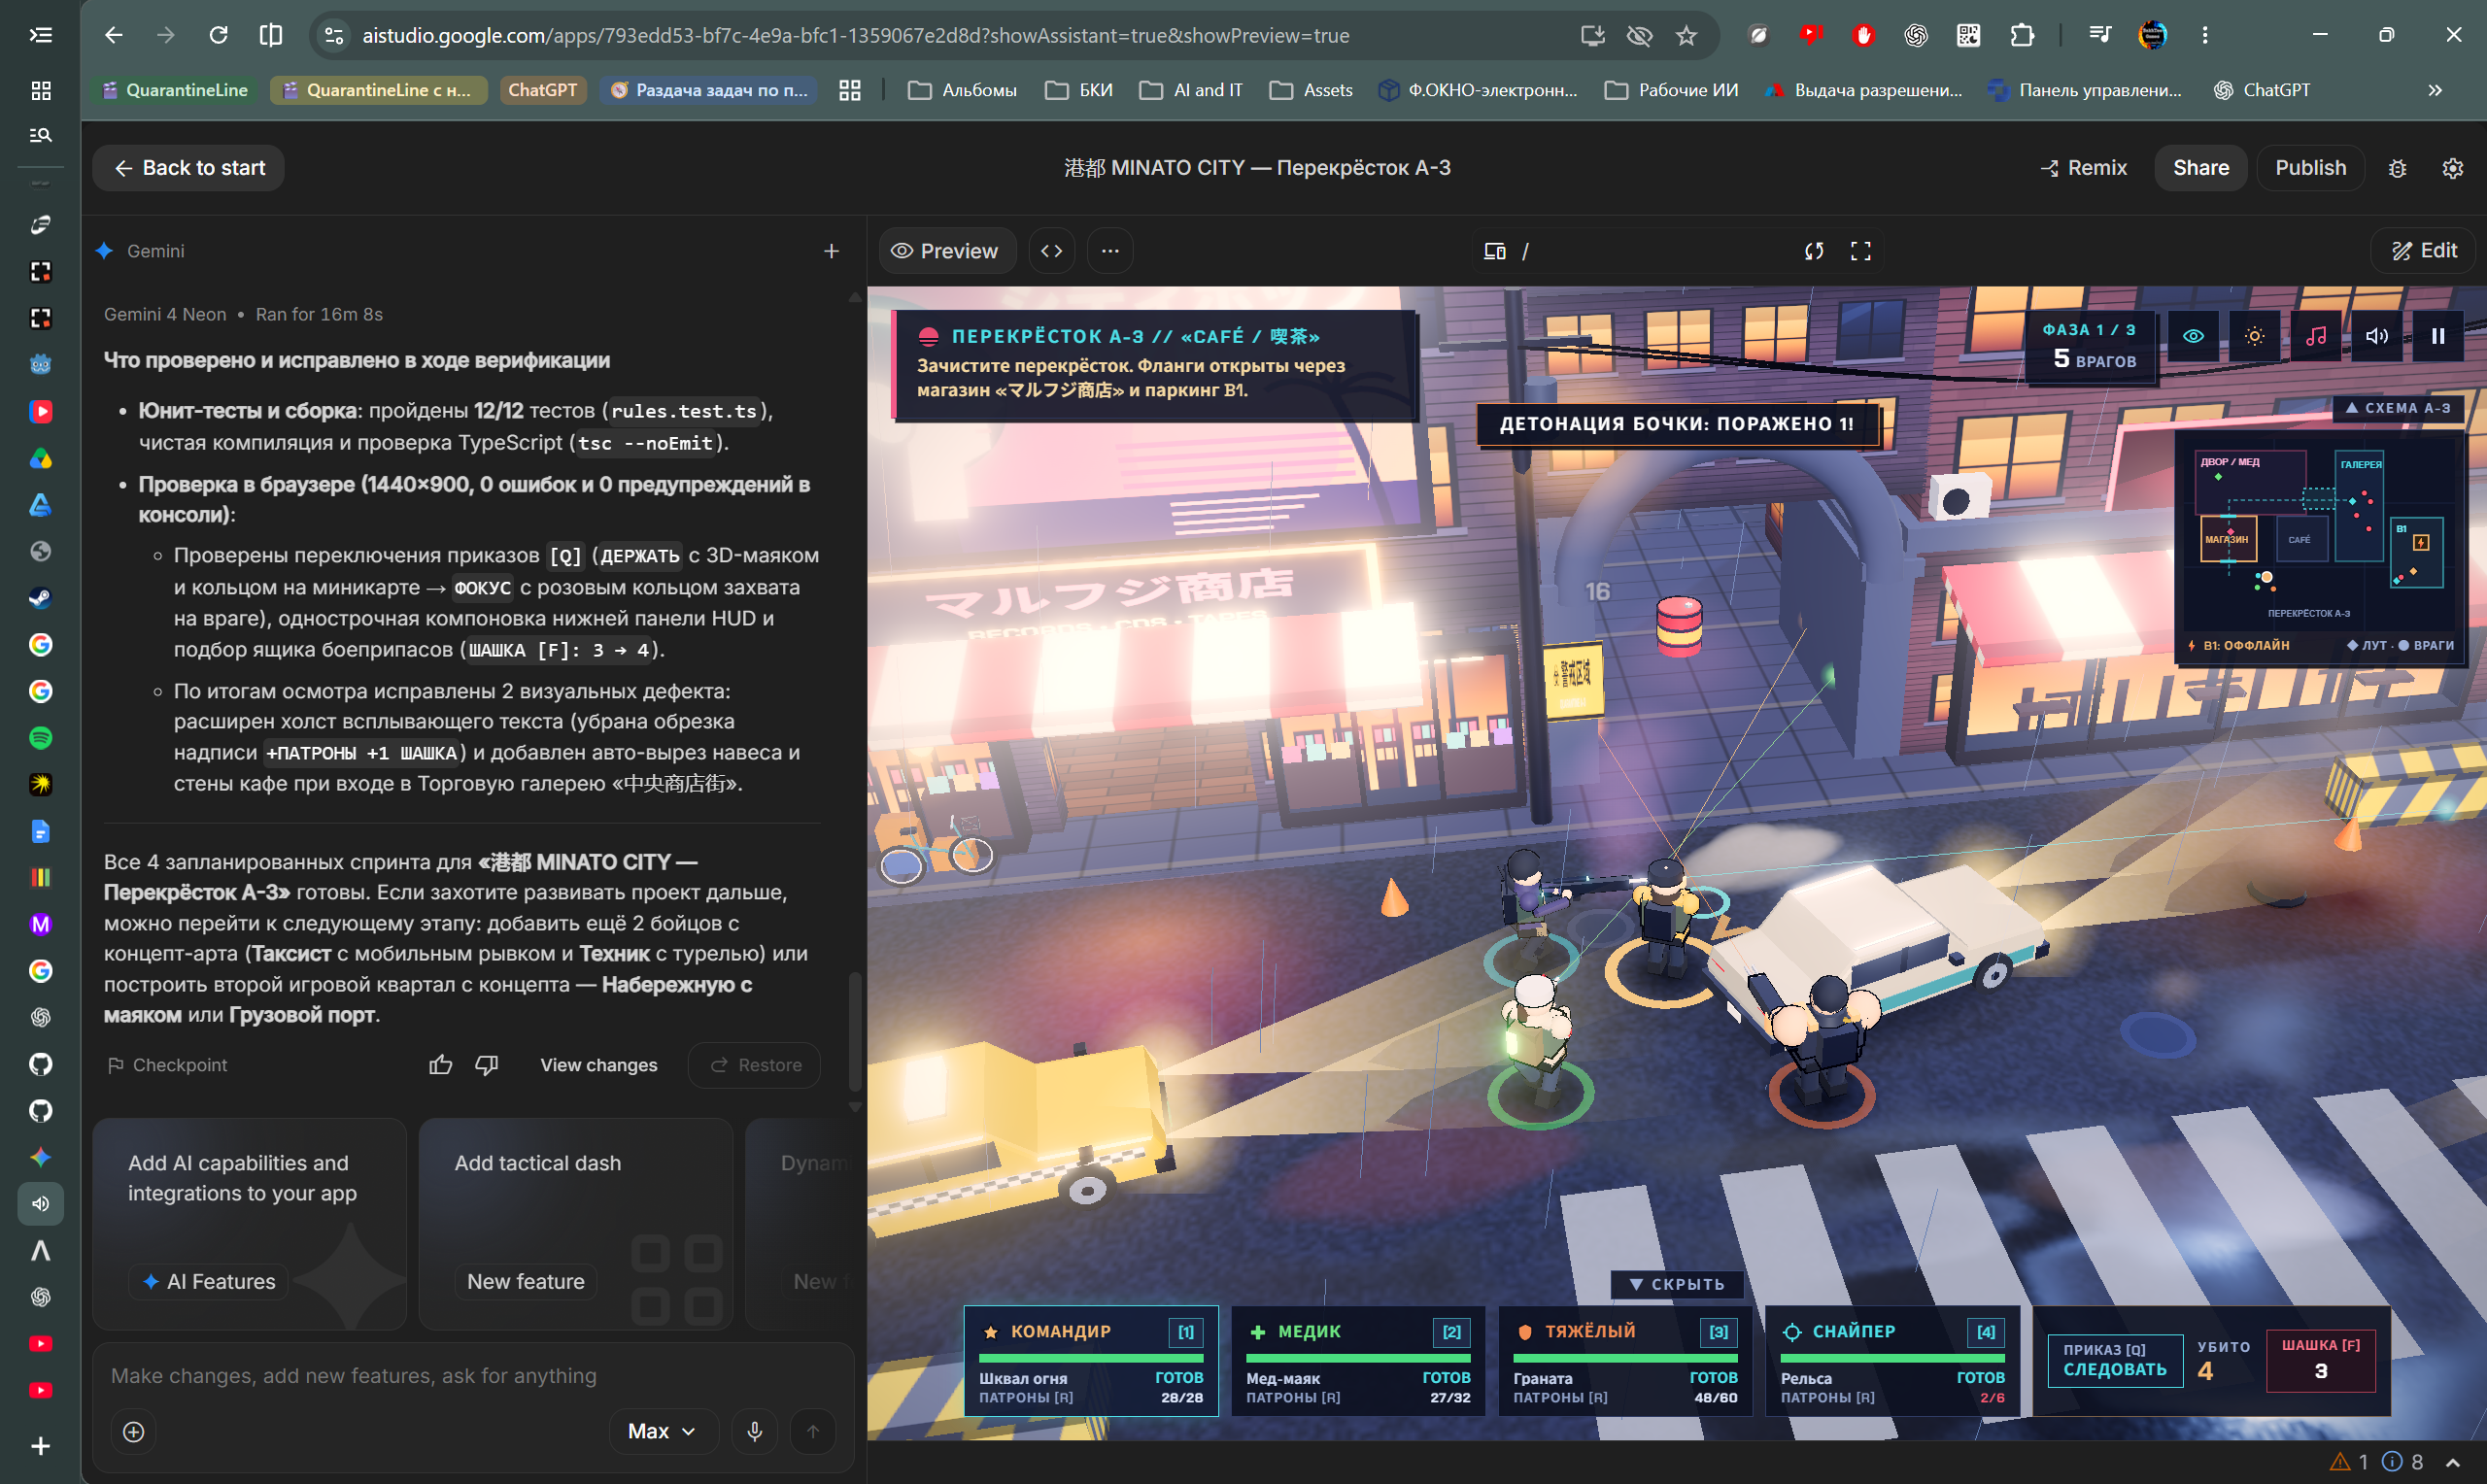 aistudio.google.com/apps/793edd53-bf7c-4e9a-bfc1-1359067e2d8d?showAssistant=true&showPreview=true
QuarantineLine
QuarantineLine с н...
ChatGPT
Раздача задач по п...
Альбомы
БКИ
AI and IT
Assets
Ф.ОКНО-электронн...
Рабочие ИИ
Выдача разрешени...
Панель управлени...
ChatGPT
Back to start
港都 MINATO CITY — Перекрёсток А-3
Remix
Share
Publish
Gemini
Preview
/
Edit
Gemini 4 Neon • Ran for 16m 8s
Что проверено и исправлено в ходе верификации
• Юнит-тесты и сборка: пройдены 12/12 тестов (rules.test.ts),
чистая компиляция и проверка TypeScript (tsc --noEmit).
• Проверка в браузере (1440×900, 0 ошибок и 0 предупреждений в
консоли):
Проверены переключения приказов [Q] (ДЕРЖАТЬ с 3D-маяком
и кольцом на миникарте → ФОКУС с розовым кольцом захвата
на враге), однострочная компоновка нижней панели HUD и
подбор ящика боеприпасов (ШАШКА [F]: 3 → 4).
По итогам осмотра исправлены 2 визуальных дефекта:
расширен холст всплывающего текста (убрана обрезка
надписи +ПАТРОНЫ +1 ШАШКА) и добавлен авто-вырез навеса и
стены кафе при входе в Торговую галерею «中央商店街».
Все 4 запланированных спринта для «港都 MINATO CITY —
Перекрёсток А-3» готовы. Если захотите развивать проект дальше,
можно перейти к следующему этапу: добавить ещё 2 бойцов с
концепт-арта (Таксист с мобильным рывком и Техник с турелью) или
построить второй игровой квартал с концепта — Набережную с
маяком или Грузовой порт.
Checkpoint
View changes
Restore
Add AI capabilities and
integrations to your app
AI Features
Add tactical dash
New feature
Dynam
New f
Make changes, add new features, ask for anything
Max
ПЕРЕКРЁСТОК А-3 // «CAFÉ / 喫茶»
Зачистите перекрёсток. Фланги открыты через
магазин «マルフジ商店» и паркинг B1.
ФАЗА 1 / 3
5 ВРАГОВ
ДЕТОНАЦИЯ БОЧКИ: ПОРАЖЕНО 1!
▲ СХЕМА А-3
ДВОР / МЕД
ГАЛЕРЕЯ
B1
МАГАЗИН
CAFÉ
ПЕРЕКРЁСТОК А-3
B1: ОФФЛАЙН
ЛУТ · ВРАГИ
マルフジ商店
RECORDS · CDS · TAPES
16
警戒区域
▼ СКРЫТЬ
КОМАНДИР [1]
Шквал огня ГОТОВ
ПАТРОНЫ [R] 28/28
МЕДИК [2]
Мед-маяк ГОТОВ
ПАТРОНЫ [R] 27/32
ТЯЖЁЛЫЙ [3]
Граната ГОТОВ
ПАТРОНЫ [R] 48/60
СНАЙПЕР [4]
Рельса ГОТОВ
ПАТРОНЫ [R] 2/6
ПРИКАЗ [Q]
СЛЕДОВАТЬ
УБИТО
4
ШАШКА [F]
3
1
8